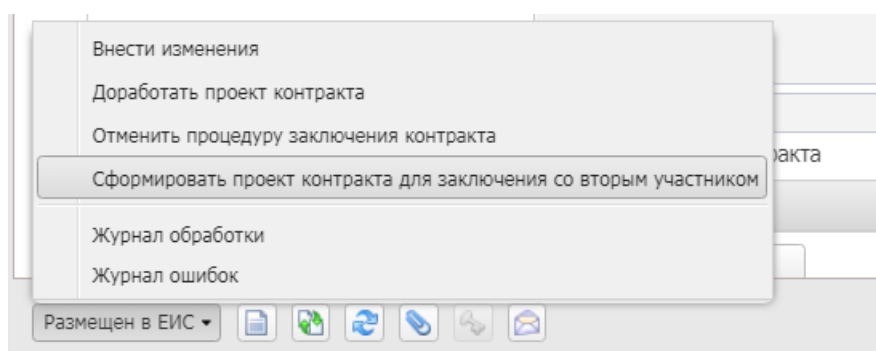 Внести изменения
Доработать проект контракта
Отменить процедуру заключения контракта
акта
Сформировать проект контракта для заключения со вторым участником
Журнал обработки
Журнал ошибок
Размещен в ЕИС